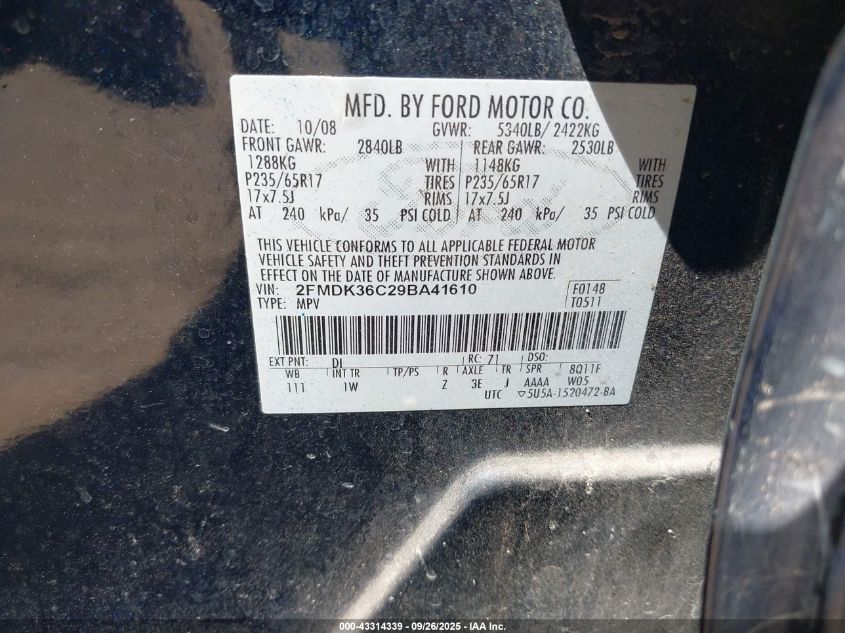 MFD. BY FORD MOTOR CO.
DATE: 10/08 GVWR: 5340LB/ 2422KG
FRONT GAWR: 2840LB REAR GAWR: 2530LB
1288KG WITH 1148KG WITH
P235/65R17 TIRES P235/65R17 TIRES
17x7.5J RIMS 17x7.5J RIMS
AT 240 kPa/ 35 PSI COLD AT 240 kPa/ 35 PSI COLD
THIS VEHICLE CONFORMS TO ALL APPLICABLE FEDERAL MOTOR
VEHICLE SAFETY AND THEFT PREVENTION STANDARDS IN
EFFECT ON THE DATE OF MANUFACTURE SHOWN ABOVE.
VIN: 2FMDK36C29BA41610 F0148
TYPE: MPV T0511
EXT PNT: DI RC: 71 DSO:
WB INT TR TP/PS R AXLE TR SPR 8Q11F
111 1W Z 3E J AAAA W05
UTC ▽5U5A-1520472-BA
000-43314339 - 09/26/2025 - IAA Inc.